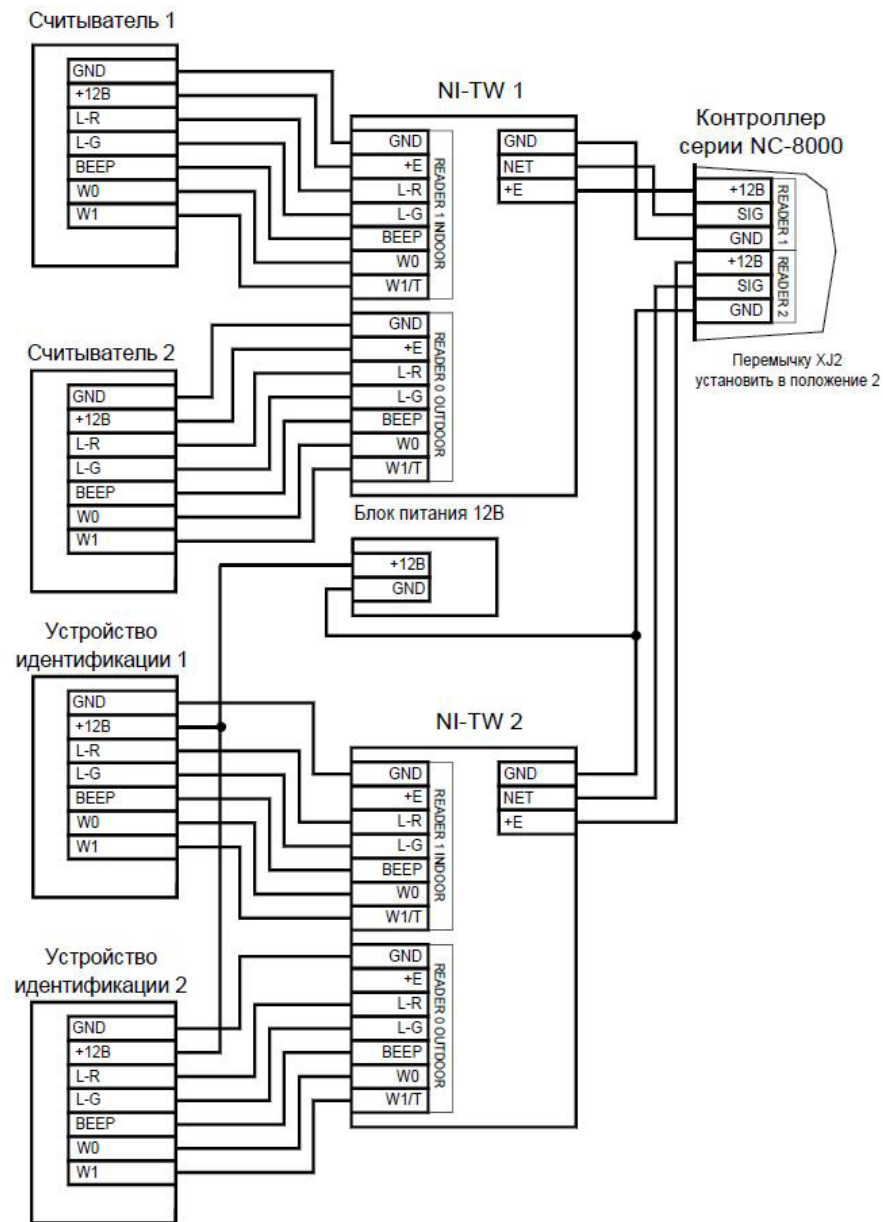 Считыватель 1
GND
+12В
L-R
L-G
BEEP
W0
W1
NI-TW 1
GND
+E
L-R
L-G
BEEP
W0
W1/T
READER 1 INDOOR
GND
+E
L-R
L-G
BEEP
W0
W1/T
READER 0 OUTDOOR
GND
NET
+E
Контроллер
серии NC-8000
+12В
SIG
GND
READER 1
+12В
SIG
GND
READER 2
Перемычку XJ2
установить в положение 2
Считыватель 2
GND
+12В
L-R
L-G
BEEP
W0
W1
Блок питания 12В
+12В
GND
Устройство
идентификации 1
GND
+12В
L-R
L-G
BEEP
W0
W1
NI-TW 2
GND
+E
L-R
L-G
BEEP
W0
W1/T
READER 1 INDOOR
GND
+E
L-R
L-G
BEEP
W0
W1/T
READER 0 OUTDOOR
GND
NET
+E
Устройство
идентификации 2
GND
+12В
L-R
L-G
BEEP
W0
W1